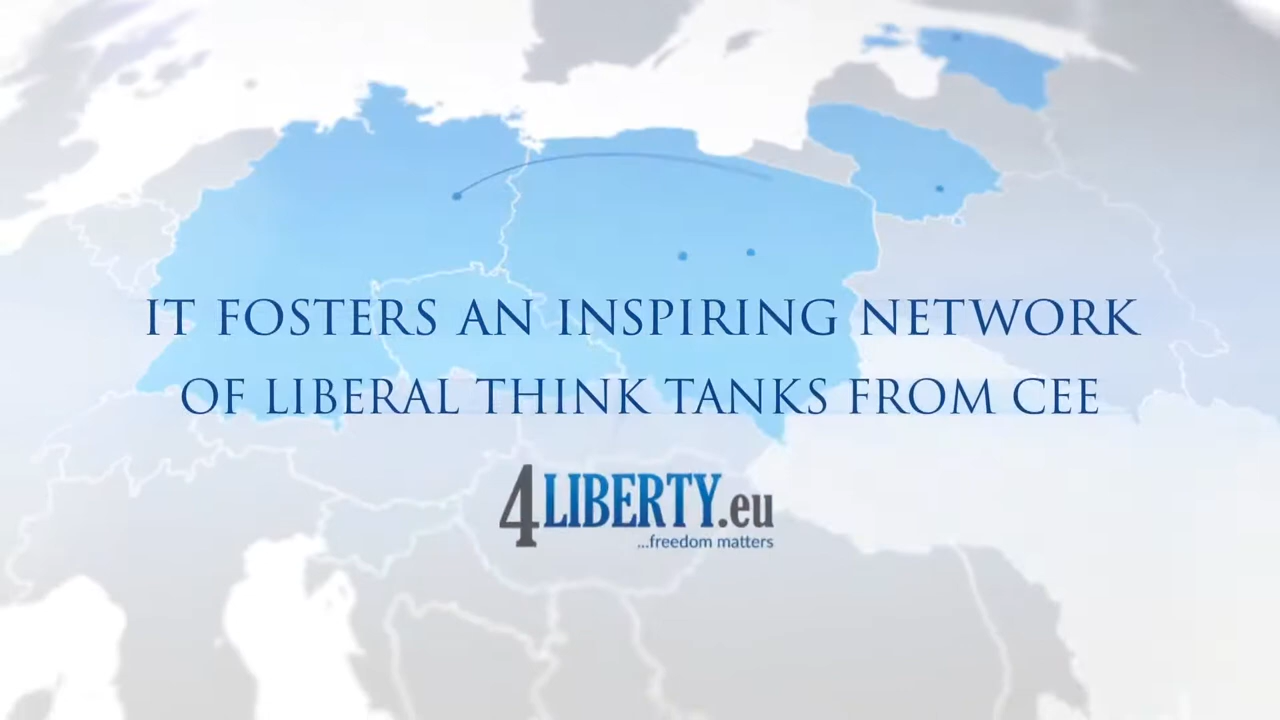 IT FOSTERS AN INSPIRING NETWORK
OF LIBERAL THINK TANKS FROM CEE
4LIBERTY.eu
...freedom matters